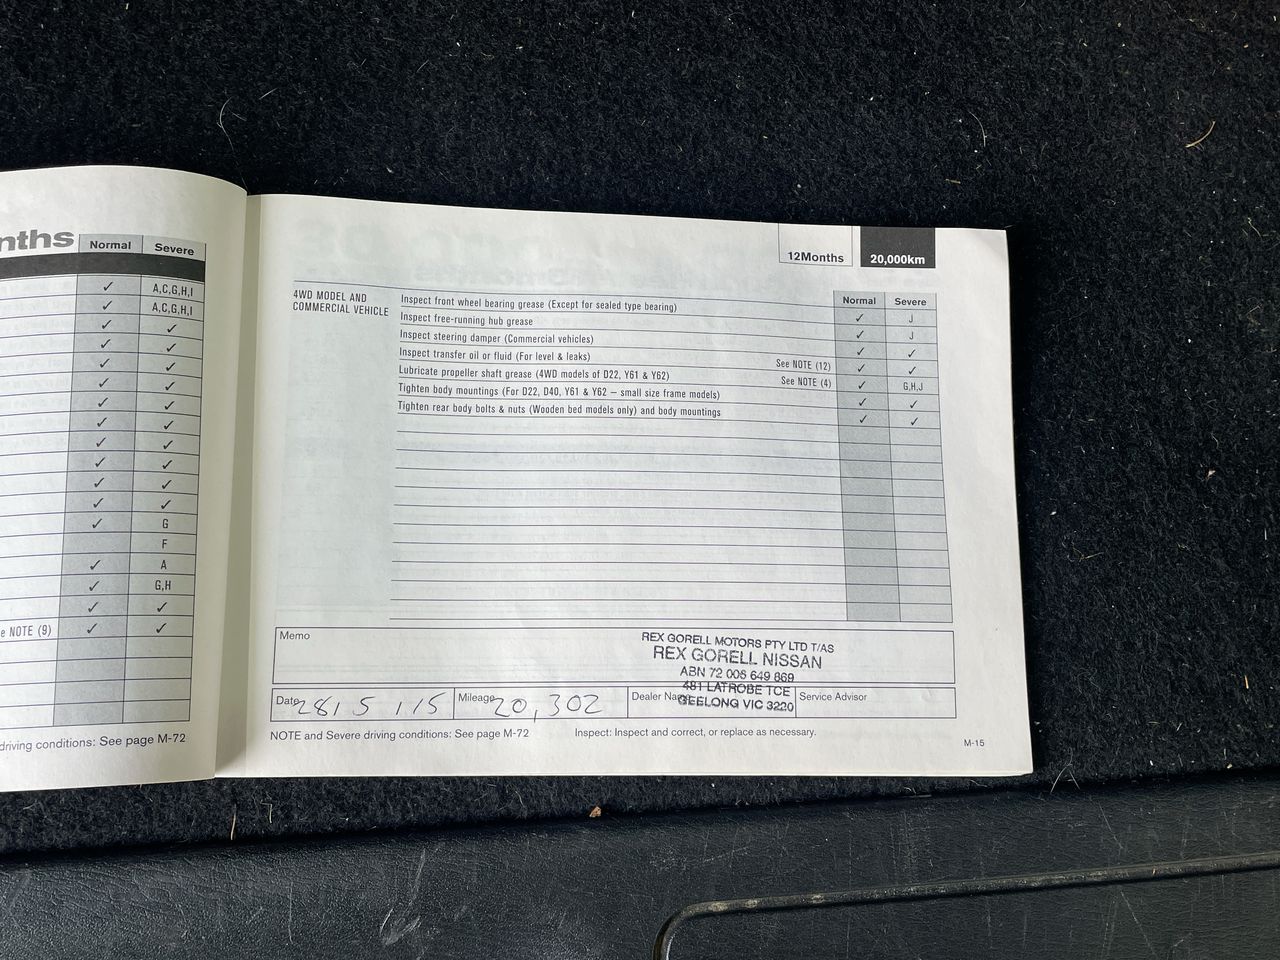 nths
Normal Severe
✓ A,C,G,H,I
✓ A,C,G,H,I
✓ ✓
✓ ✓
✓ ✓
✓ ✓
✓ ✓
✓ ✓
✓ ✓
✓ ✓
✓ ✓
✓ ✓
✓ G
F
✓ A
✓ G,H
✓ ✓
e NOTE (9) ✓ ✓
driving conditions: See page M-72
12Months 20,000km
Normal Severe
4WD MODEL AND
COMMERCIAL VEHICLE
Inspect front wheel bearing grease (Except for sealed type bearing) ✓ J
Inspect free-running hub grease ✓ J
Inspect steering damper (Commercial vehicles) ✓ ✓
Inspect transfer oil or fluid (For level & leaks) See NOTE (12) ✓ ✓
Lubricate propeller shaft grease (4WD models of D22, Y61 & Y62) See NOTE (4) ✓ G,H,J
Tighten body mountings (For D22, D40, Y61 & Y62 – small size frame models) ✓ ✓
Tighten rear body bolts & nuts (Wooden bed models only) and body mountings ✓ ✓
Memo
REX GORELL MOTORS PTY LTD T/AS
REX GORELL NISSAN
ABN 72 006 649 869
481 LATROBE TCE
GEELONG VIC 3220
Date 28/5/15 Mileage 20,302 Dealer Name Service Advisor
NOTE and Severe driving conditions: See page M-72 Inspect: Inspect and correct, or replace as necessary.
M-15